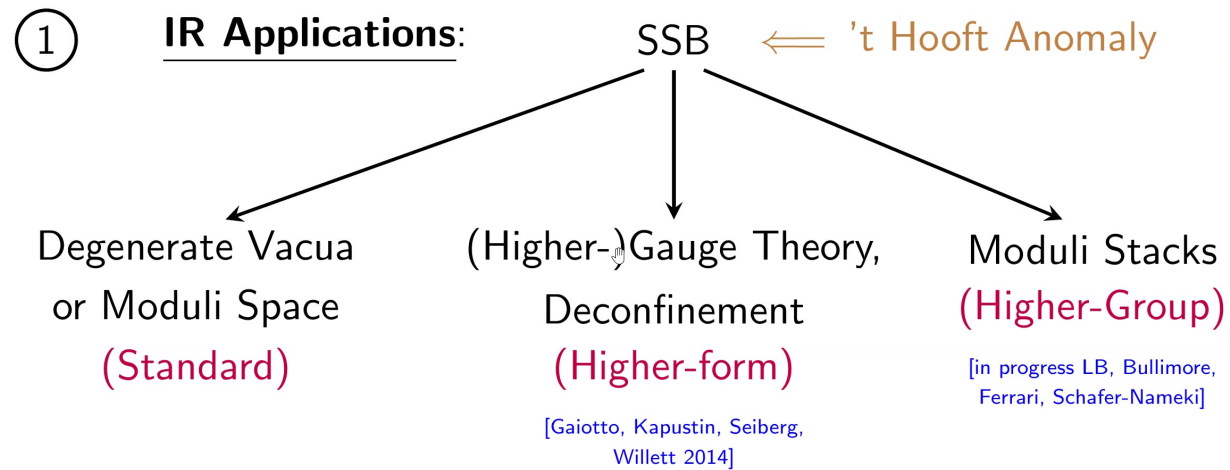 1 IR Applications: SSB ⟸ 't Hooft Anomaly
Degenerate Vacua
or Moduli Space
(Standard)
(Higher-)Gauge Theory,
Deconfinement
(Higher-form)
[Gaiotto, Kapustin, Seiberg,
Willett 2014]
Moduli Stacks
(Higher-Group)
[in progress LB, Bullimore,
Ferrari, Schafer-Nameki]